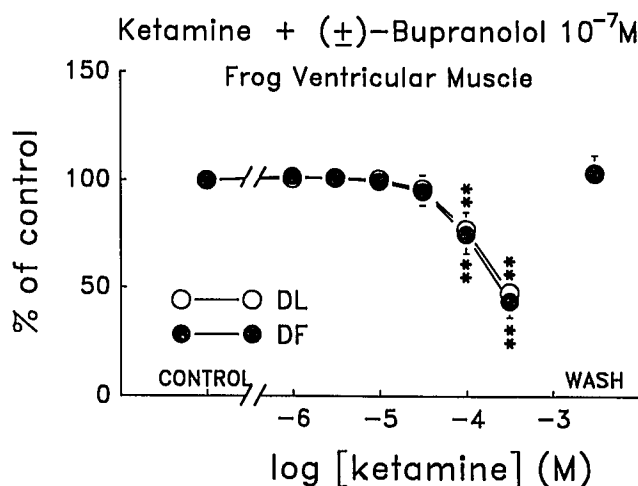 Ketamine + (±)-Bupranolol 10⁻⁷M
Frog Ventricular Muscle
% of control
150
100
50
0
** **
** **
DL
DF
CONTROL
WASH
-6 -5 -4 -3
log [ketamine] (M)